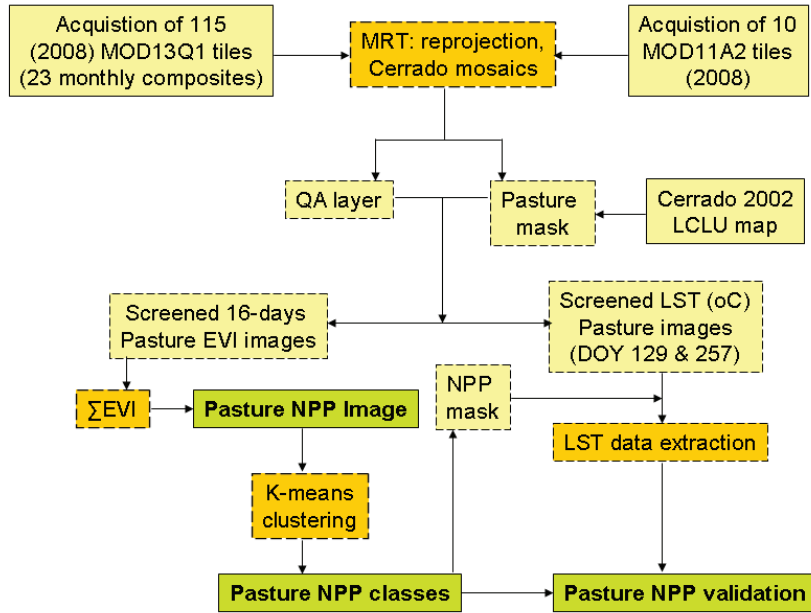 Acquistion of 115
(2008) MOD13Q1 tiles
(23 monthly composites)
MRT: reprojection,
Cerrado mosaics
Acquistion of 10
MOD11A2 tiles
(2008)
QA layer
Pasture
mask
Cerrado 2002
LCLU map
Screened 16-days
Pasture EVI images
Screened LST (oC)
Pasture images
(DOY 129 & 257)
∑EVI
Pasture NPP Image
NPP
mask
LST data extraction
K-means
clustering
Pasture NPP classes
Pasture NPP validation